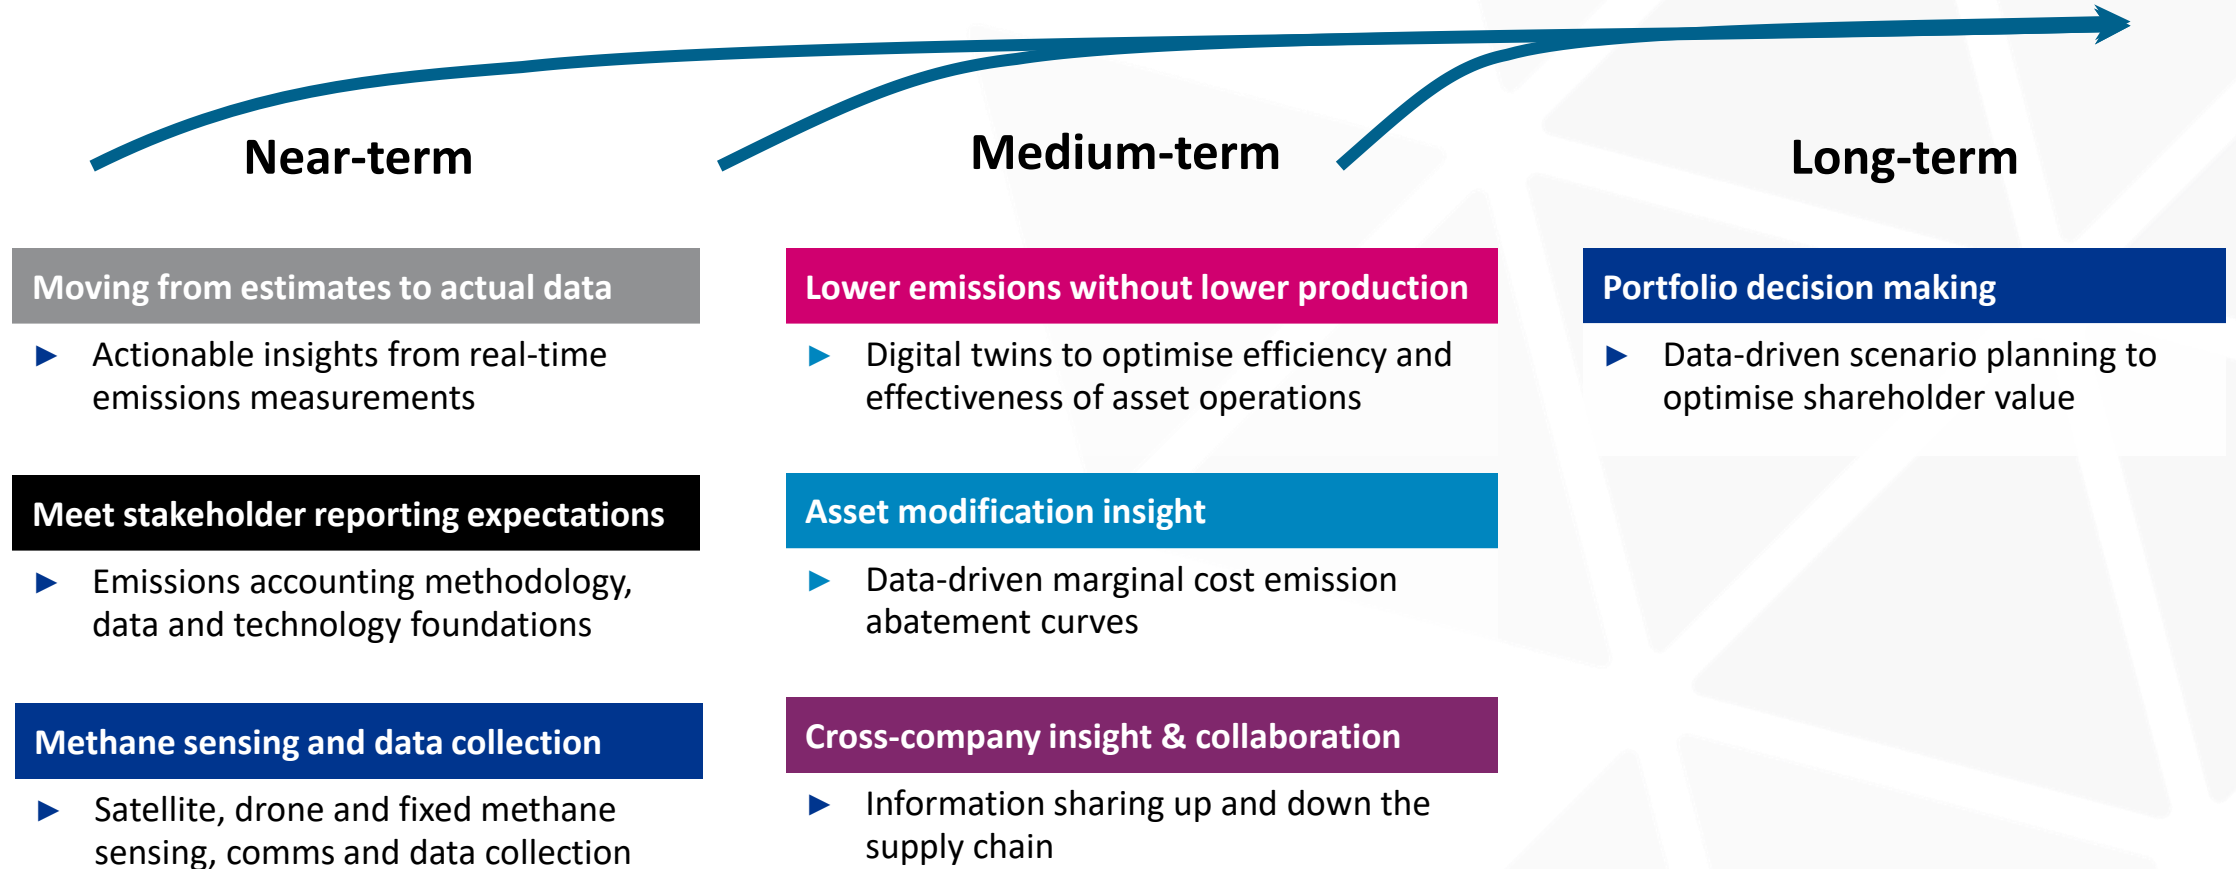 Near-term
Medium-term
Long-term
Moving from estimates to actual data
► Actionable insights from real-time
emissions measurements
Meet stakeholder reporting expectations
► Emissions accounting methodology,
data and technology foundations
Methane sensing and data collection
► Satellite, drone and fixed methane
sensing, comms and data collection
Lower emissions without lower production
► Digital twins to optimise efficiency and
effectiveness of asset operations
Asset modification insight
► Data-driven marginal cost emission
abatement curves
Cross-company insight & collaboration
► Information sharing up and down the
supply chain
Portfolio decision making
► Data-driven scenario planning to
optimise shareholder value